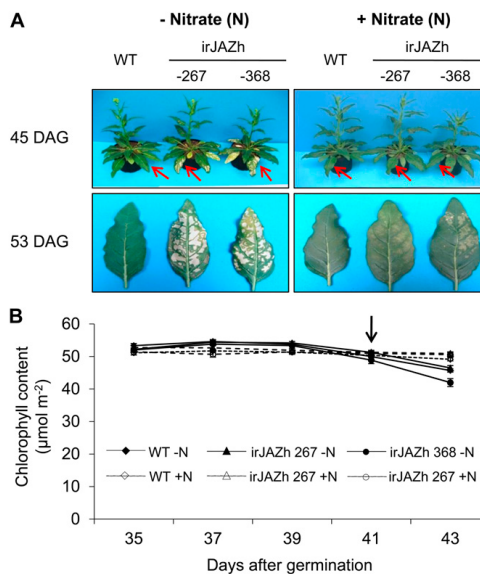 A
- Nitrate (N)
+ Nitrate (N)
irJAZh
irJAZh
WT
-267
-368
WT
-267
-368
45 DAG
53 DAG
B
60
50
40
30
20
10
0
Chlorophyll content
(µmol m⁻²)
WT -N
irJAZh 267 -N
irJAZh 368 -N
WT +N
irJAZh 267 +N
irJAZh 267 +N
35
37
39
41
43
Days after germination